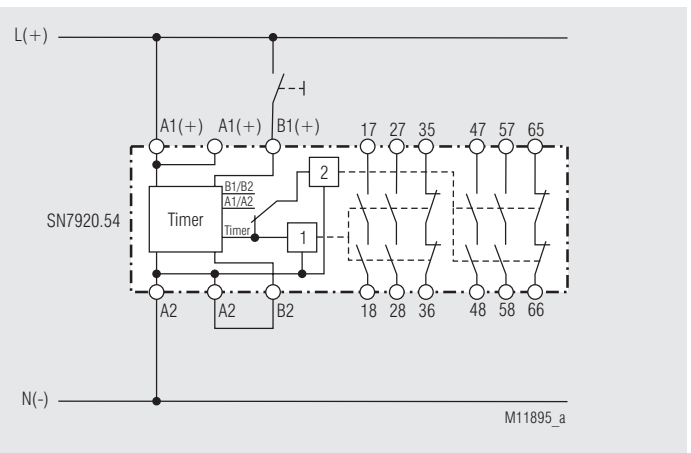 L(+)
A1(+) A1(+) B1(+) 17 27 35 47 57 65
2
B1/B2
A1/A2
SN7920.54 Timer Timer 1
A2 A2 B2 18 28 36 48 58 66
N(-)
M11895_a